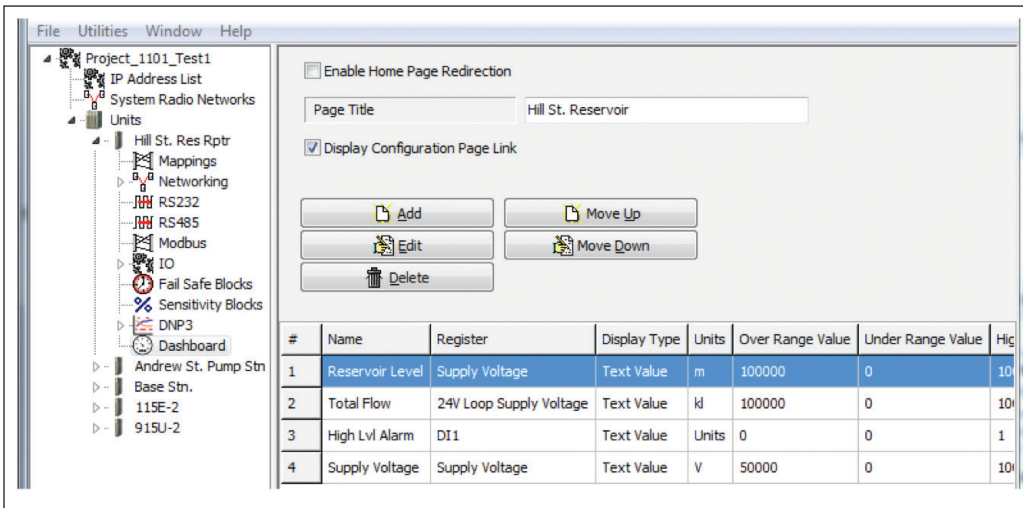 File Utilities Window Help
Project_1101_Test1
IP Address List
System Radio Networks
Units
Hill St. Res Rptr
Mappings
Networking
RS232
RS485
Modbus
IO
Fail Safe Blocks
Sensitivity Blocks
DNP3
Dashboard
Andrew St. Pump Stn
Base Stn.
115E-2
915U-2
Enable Home Page Redirection
Page Title Hill St. Reservoir
Display Configuration Page Link
Add Move Up
Edit Move Down
Delete
# Name Register Display Type Units Over Range Value Under Range Value Hig
1 Reservoir Level Supply Voltage Text Value m 100000 0 100
2 Total Flow 24V Loop Supply Voltage Text Value kl 100000 0 100
3 High Lvl Alarm DI1 Text Value Units 0 0 1
4 Supply Voltage Supply Voltage Text Value V 50000 0 100